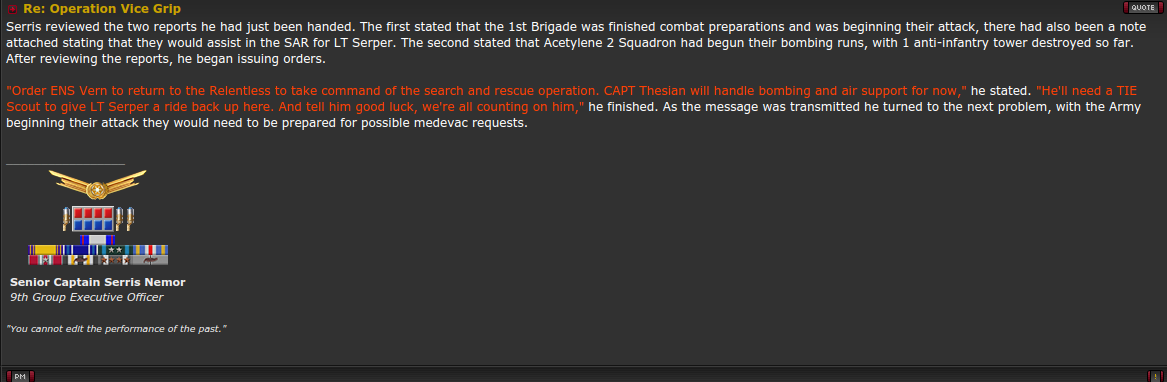 Re: Operation Vice Grip
QUOTE
Serris reviewed the two reports he had just been handed. The first stated that the 1st Brigade was finished combat preparations and was beginning their attack, there had also been a note
attached stating that they would assist in the SAR for LT Serper. The second stated that Acetylene 2 Squadron had begun their bombing runs, with 1 anti-infantry tower destroyed so far.
After reviewing the reports, he began issuing orders.
"Order ENS Vern to return to the Relentless to take command of the search and rescue operation. CAPT Thesian will handle bombing and air support for now," he stated. "He'll need a TIE
Scout to give LT Serper a ride back up here. And tell him good luck, we're all counting on him," he finished. As the message was transmitted he turned to the next problem, with the Army
beginning their attack they would need to be prepared for possible medevac requests.
Senior Captain Serris Nemor
9th Group Executive Officer
"You cannot edit the performance of the past."
PM
!